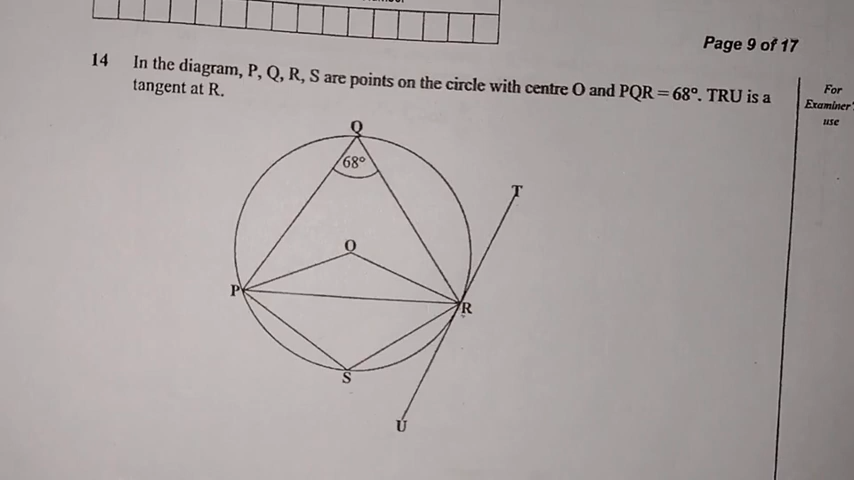 Page 9 of 17
14 In the diagram, P, Q, R, S are points on the circle with centre O and PQR = 68°. TRU is a
tangent at R.
For
Examiner'
use
Q
68°
T
O
P
R
S
U